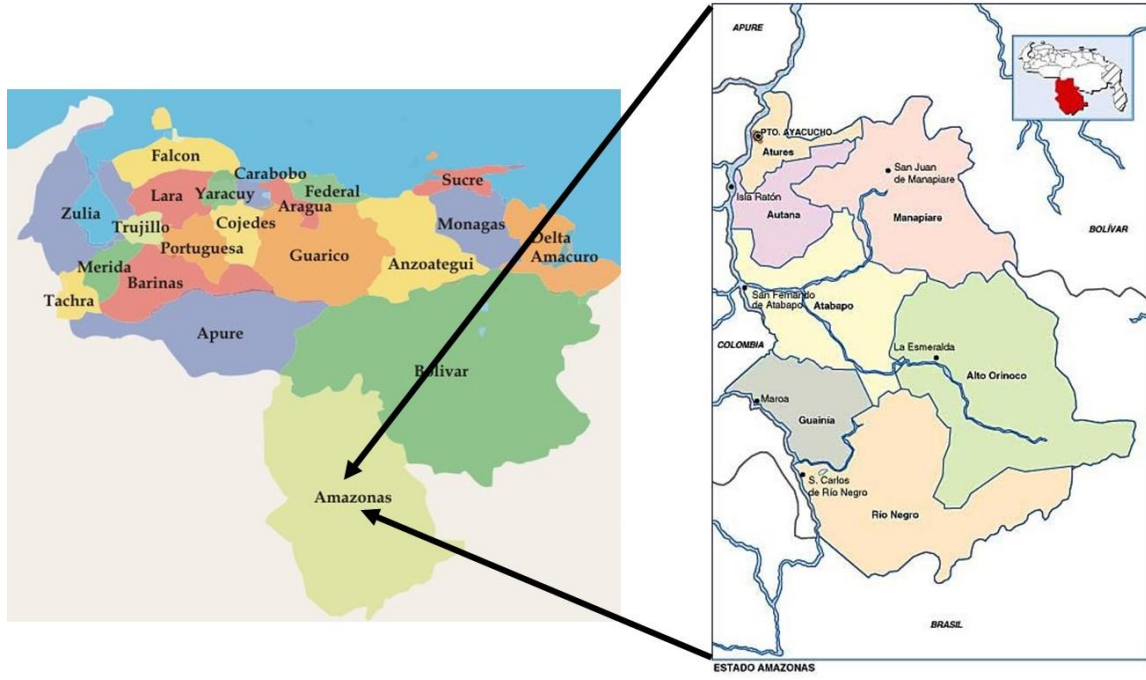 Falcon
Carabobo
Federal
Sucre
Lara
Yaracuy
Aragua
Zulia
Trujillo
Cojedes
Monagas
Delta
Amacuro
Portuguesa
Guarico
Anzoategui
Merida
Barinas
Tachra
Apure
Bolivar
Amazonas
APURE
PTO. AYACUCHO
Atures
San Juan
de Manapiare
Isla Ratón
Autana
Manapiare
BOLÍVAR
San Fernando
de Atabapo
Atabapo
COLOMBIA
La Esmeralda
Alto Orinoco
Maroa
Guainía
S. Carlos
de Río Negro
Río Negro
BRASIL
ESTADO AMAZONAS